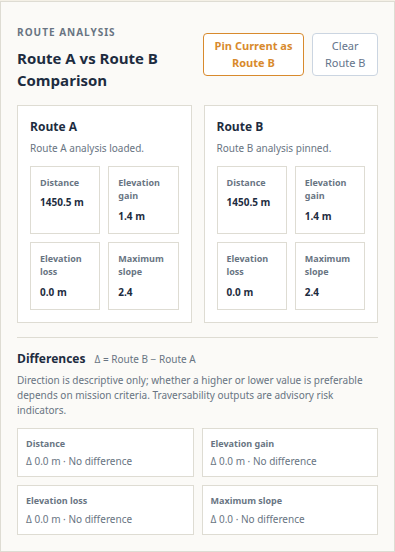 ROUTE ANALYSIS
Route A vs Route B
Comparison
Pin Current as
Route B
Clear
Route B
Route A
Route A analysis loaded.
Distance
1450.5 m
Elevation
gain
1.4 m
Elevation
loss
0.0 m
Maximum
slope
2.4
Route B
Route B analysis pinned.
Distance
1450.5 m
Elevation
gain
1.4 m
Elevation
loss
0.0 m
Maximum
slope
2.4
Differences Δ = Route B − Route A
Direction is descriptive only; whether a higher or lower value is preferable
depends on mission criteria. Traversability outputs are advisory risk
indicators.
Distance
Δ 0.0 m · No difference
Elevation gain
Δ 0.0 m · No difference
Elevation loss
Δ 0.0 m · No difference
Maximum slope
Δ 0.0 · No difference